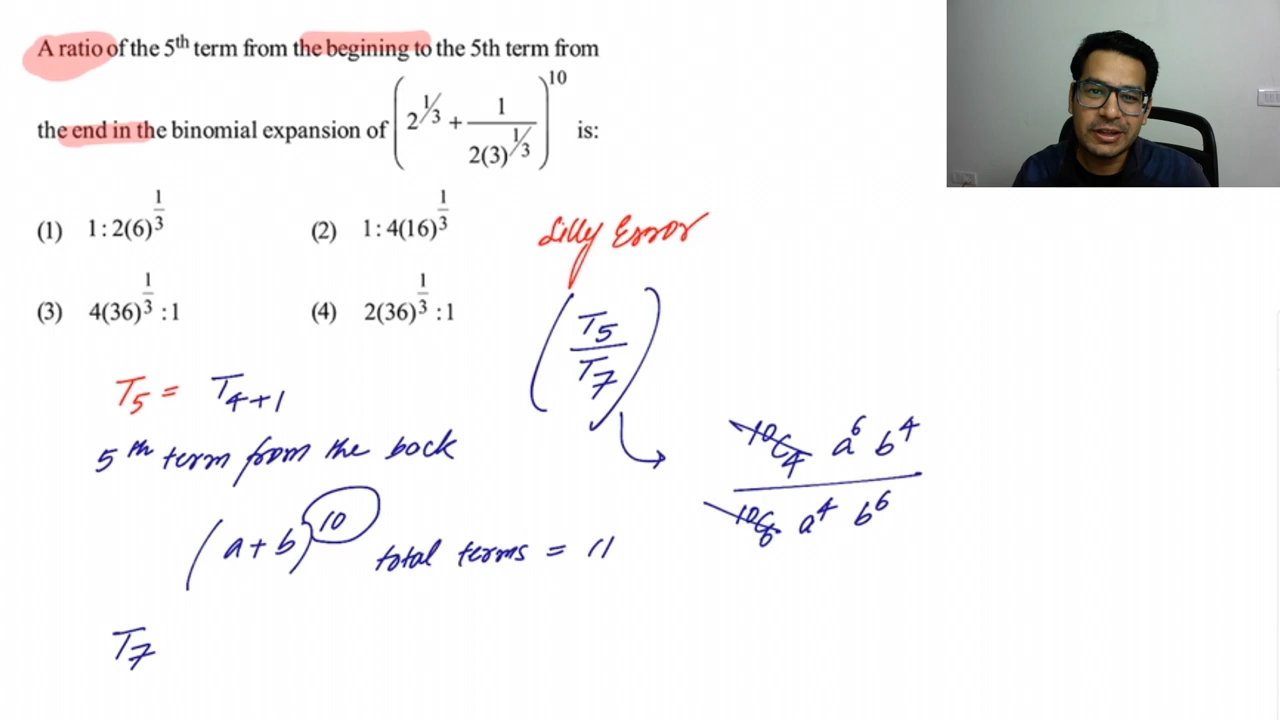 A ratio of the 5th term from the begining to the 5th term from
the end in the binomial expansion of (2^{1/3} + 1/(2(3)^{1/3}))^{10} is:
(1) 1 : 2(6)^{1/3} (2) 1 : 4(16)^{1/3}
(3) 4(36)^{1/3} : 1 (4) 2(36)^{1/3} : 1
Silly Error
(T5/T7)
T5 = T4+1
5th term from the back
(a+b)^{10} total terms = 11
T7
10C4 a^6 b^4
10C6 a^4 b^6